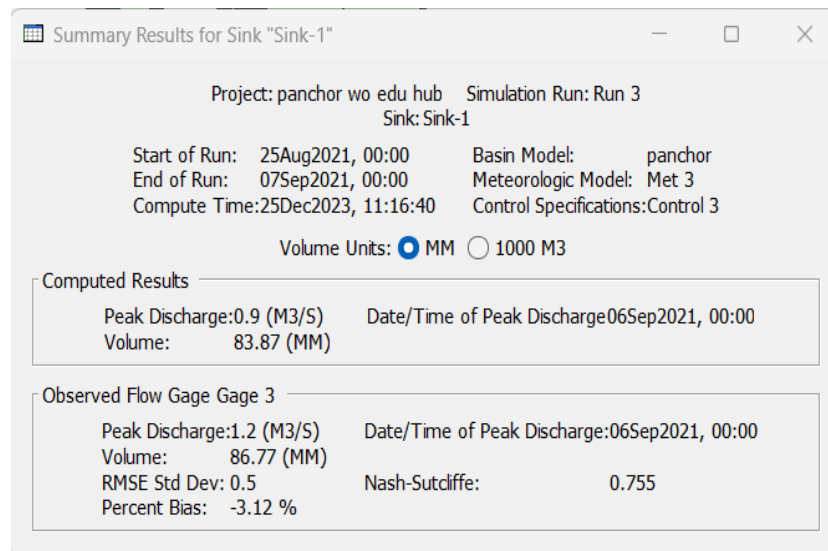 Summary Results for Sink "Sink-1"
Project: panchor wo edu hub Simulation Run: Run 3
Sink: Sink-1
Start of Run: 25Aug2021, 00:00 Basin Model: panchor
End of Run: 07Sep2021, 00:00 Meteorologic Model: Met 3
Compute Time:25Dec2023, 11:16:40 Control Specifications:Control 3
Volume Units: MM 1000 M3
Computed Results
Peak Discharge:0.9 (M3/S) Date/Time of Peak Discharge06Sep2021, 00:00
Volume: 83.87 (MM)
Observed Flow Gage Gage 3
Peak Discharge:1.2 (M3/S) Date/Time of Peak Discharge:06Sep2021, 00:00
Volume: 86.77 (MM)
RMSE Std Dev: 0.5 Nash-Sutcliffe: 0.755
Percent Bias: -3.12 %